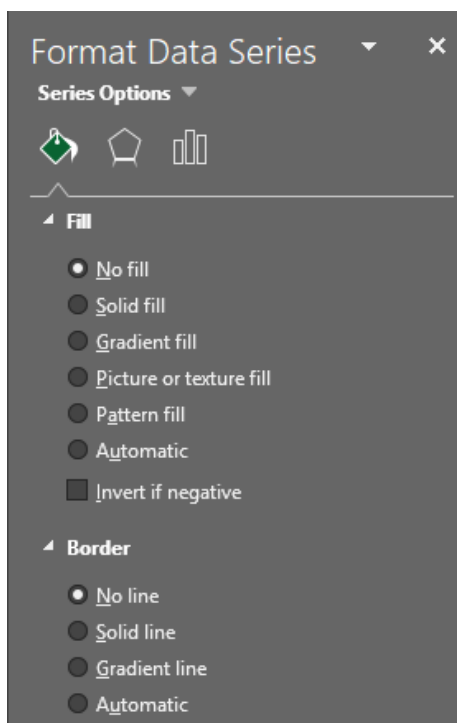 Format Data Series
Series Options
Fill
No fill
Solid fill
Gradient fill
Picture or texture fill
Pattern fill
Automatic
Invert if negative
Border
No line
Solid line
Gradient line
Automatic